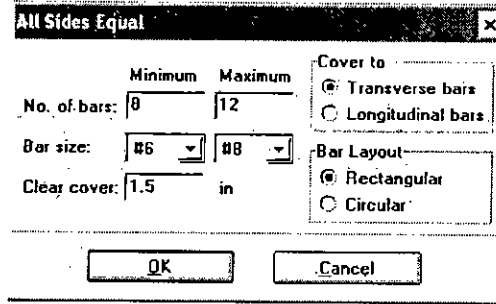 All Sides Equal
Minimum Maximum
No. of bars: 8 12
Bar size: #6 #8
Clear cover: 1.5 in
Cover to
Transverse bars
Longitudinal bars
Bar Layout
Rectangular
Circular
OK Cancel